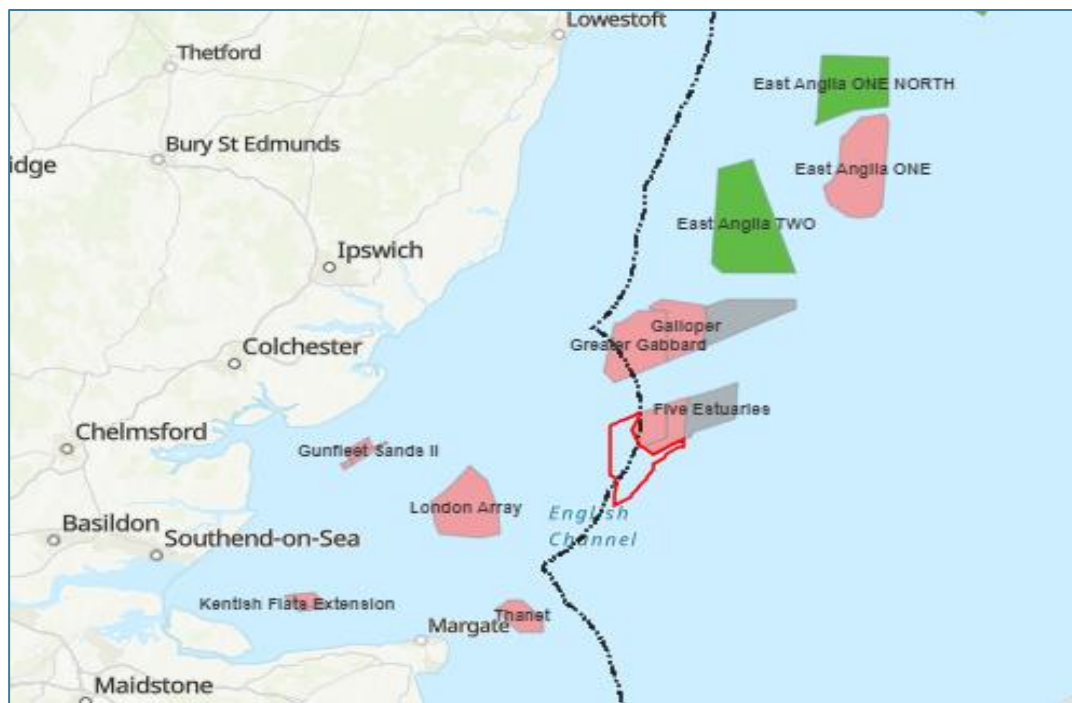 Lowestoft
Thetford
East Anglia ONE NORTH
Bury St Edmunds
idge
East Anglia ONE
East Anglia TWO
Ipswich
Galloper
Greater Gabbard
Colchester
Five Estuaries
Chelmsford
Gunfleet Sands II
London Array
English
Channel
Basildon
Southend-on-Sea
Kentish Flats Extension
Thanet
Margate
Maidstone